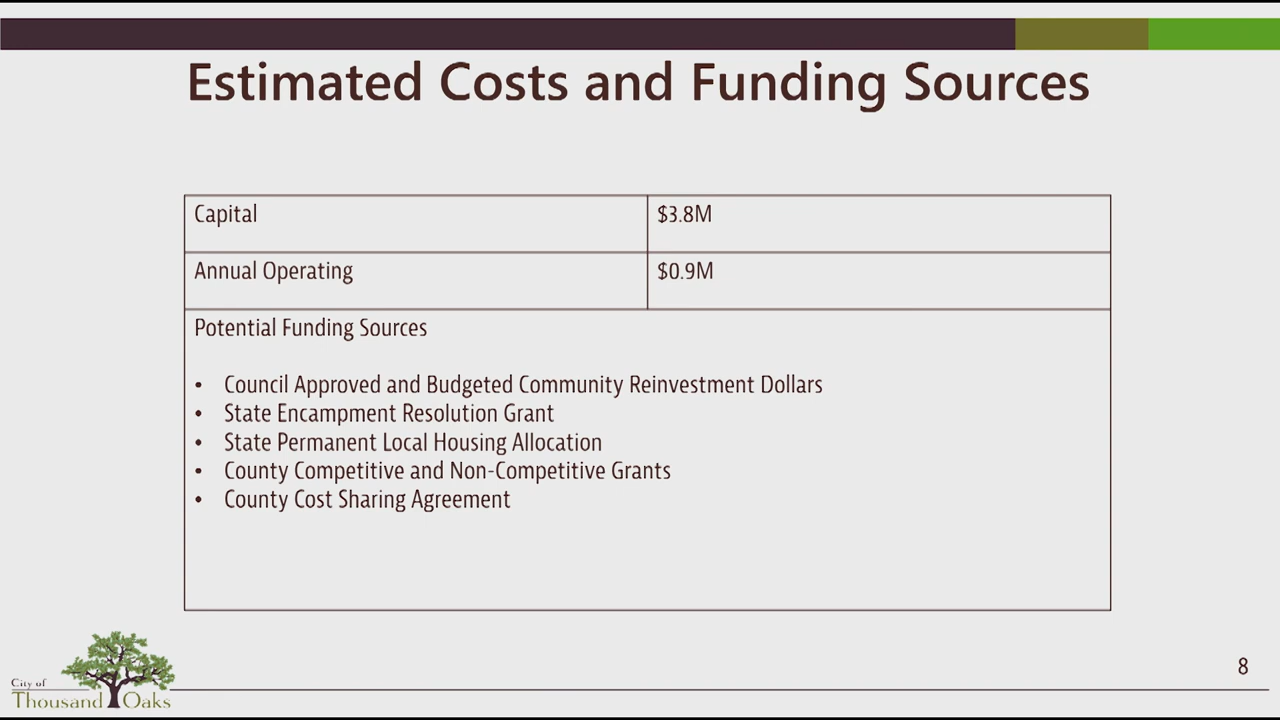 Estimated Costs and Funding Sources
Capital
$3.8M
Annual Operating
$0.9M
Potential Funding Sources
• Council Approved and Budgeted Community Reinvestment Dollars
• State Encampment Resolution Grant
• State Permanent Local Housing Allocation
• County Competitive and Non-Competitive Grants
• County Cost Sharing Agreement
8
City of
Thousand Oaks